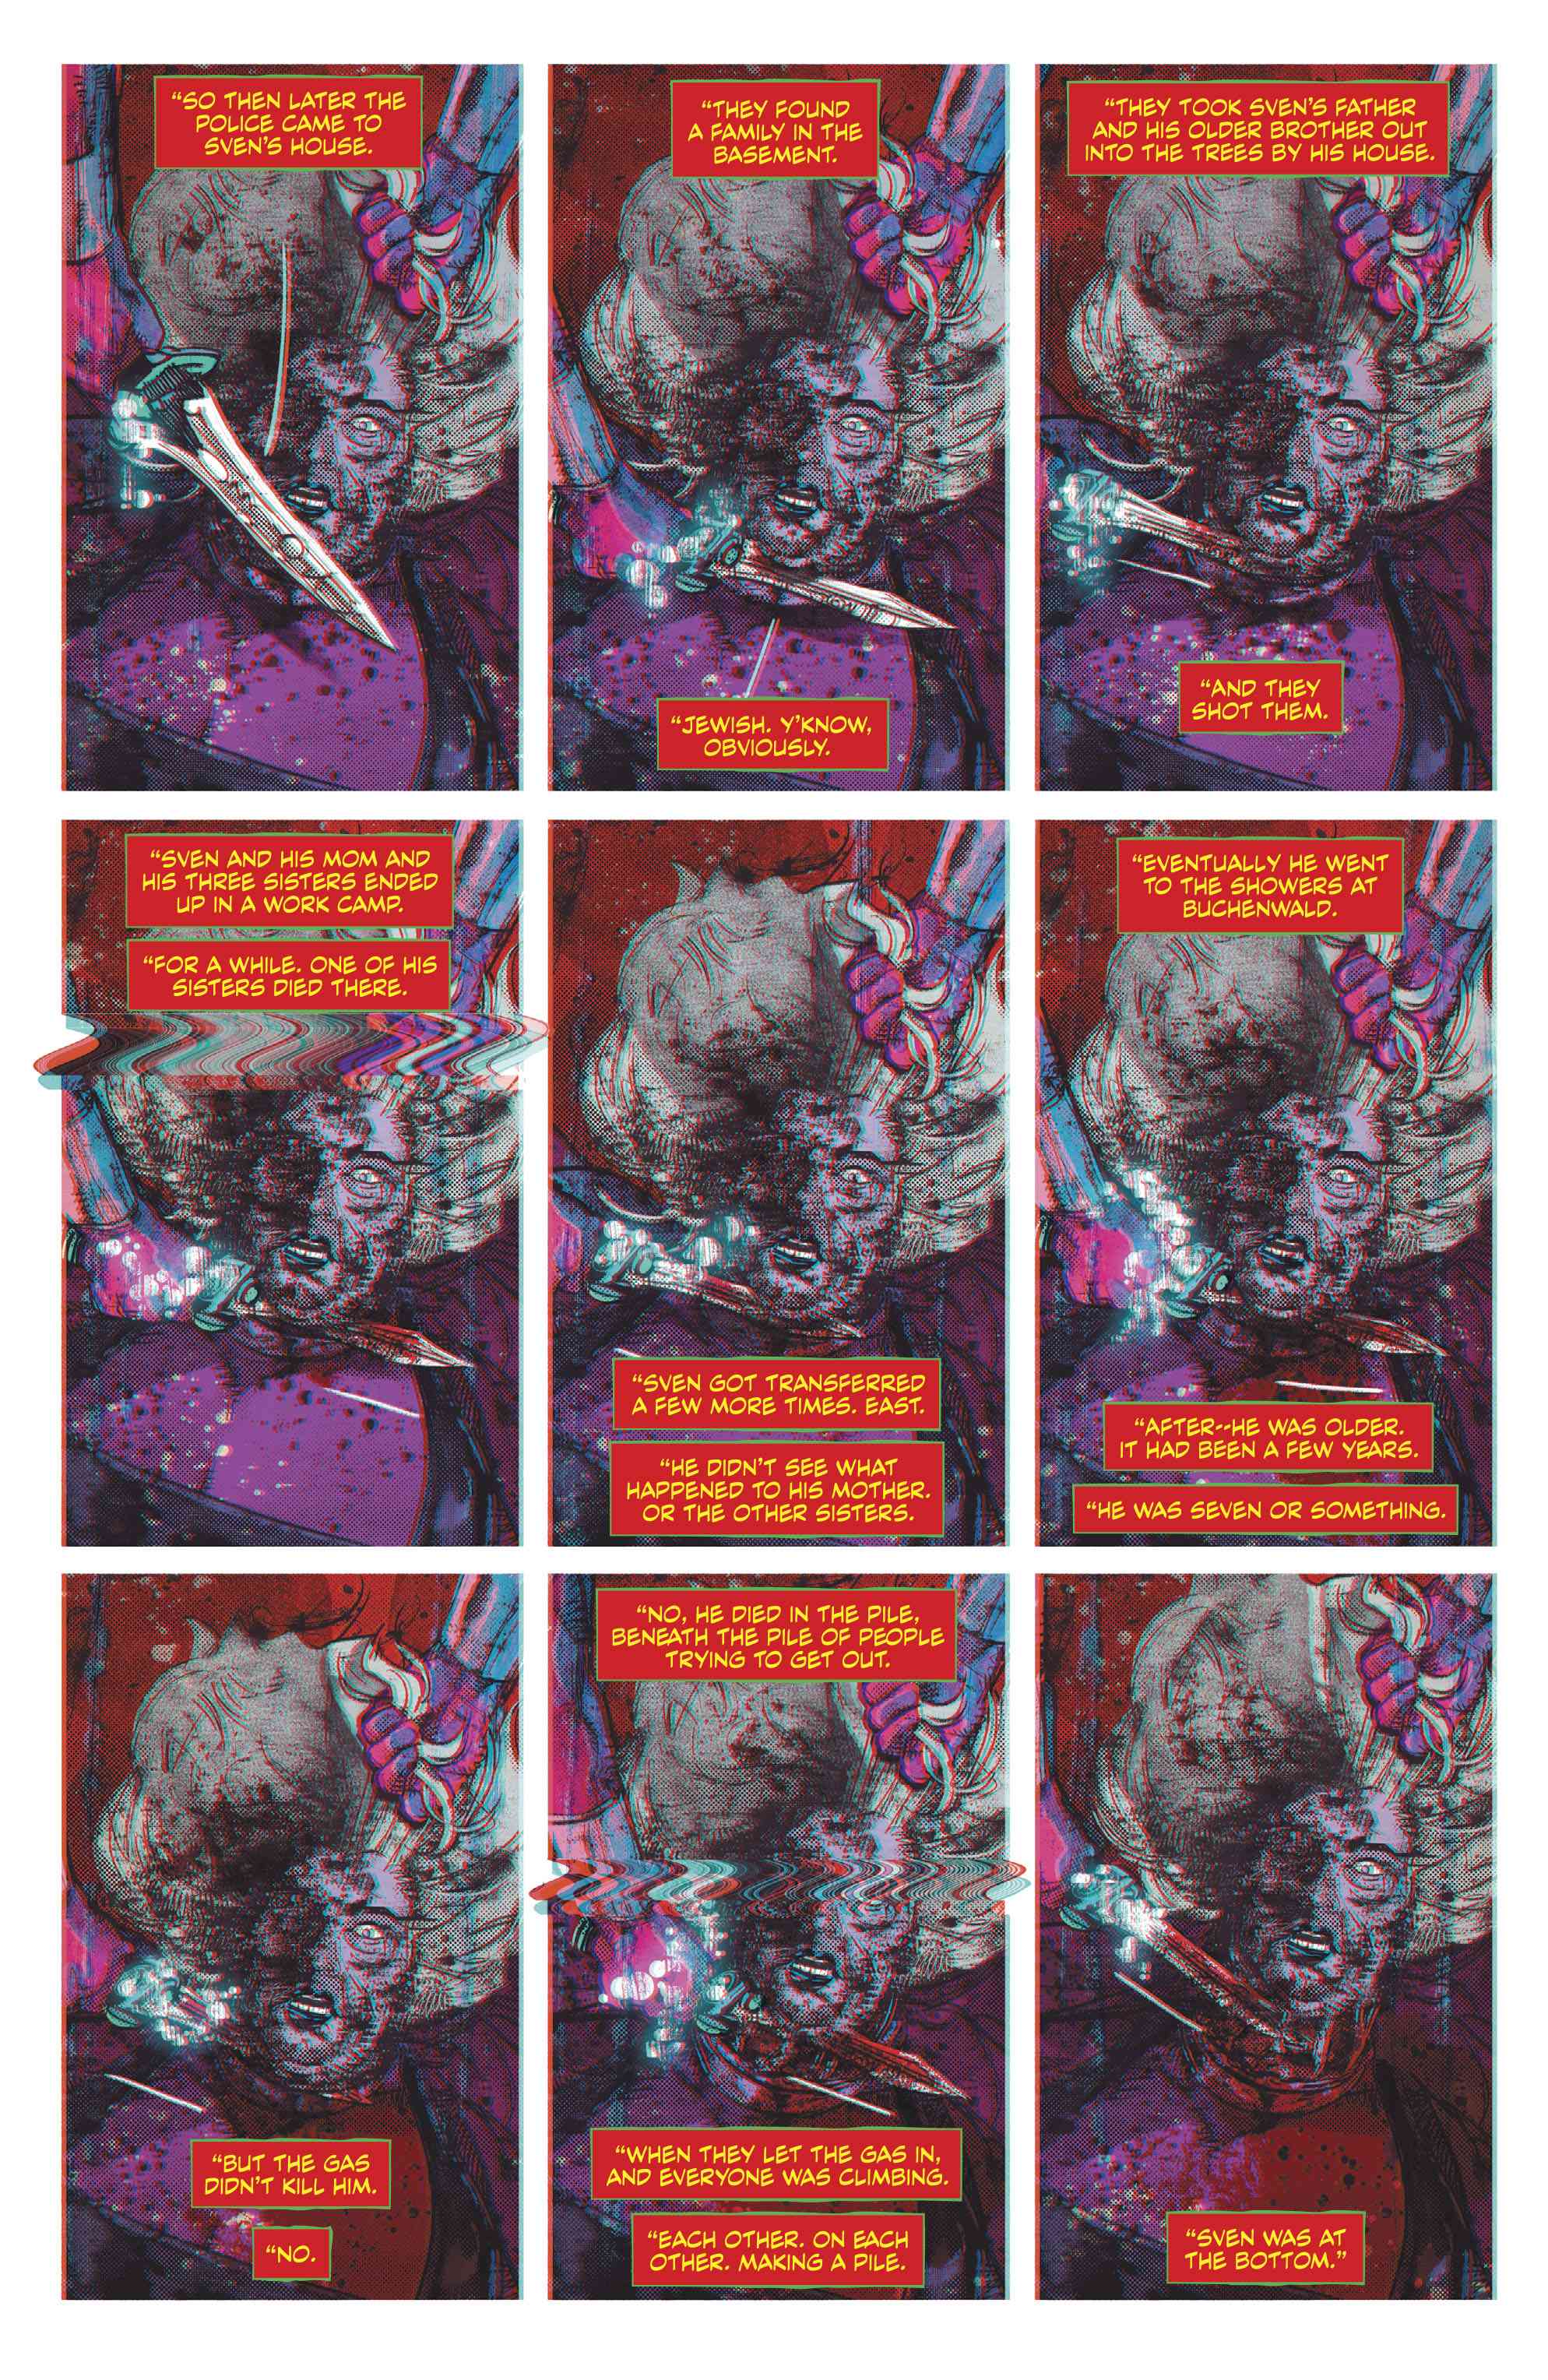 “SO THEN LATER THE
POLICE CAME TO
SVEN’S HOUSE.
“THEY FOUND
A FAMILY IN THE
BASEMENT.
“JEWISH. Y’KNOW,
OBVIOUSLY.
“THEY TOOK SVEN’S FATHER
AND HIS OLDER BROTHER OUT
INTO THE TREES BY HIS HOUSE.
“AND THEY
SHOT THEM.
“SVEN AND HIS MOM AND
HIS THREE SISTERS ENDED
UP IN A WORK CAMP.
“FOR A WHILE. ONE OF HIS
SISTERS DIED THERE.
“SVEN GOT TRANSFERRED
A FEW MORE TIMES. EAST.
“HE DIDN’T SEE WHAT
HAPPENED TO HIS MOTHER.
OR THE OTHER SISTERS.
“EVENTUALLY HE WENT
TO THE SHOWERS AT
BUCHENWALD.
“AFTER--HE WAS OLDER.
IT HAD BEEN A FEW YEARS.
“HE WAS SEVEN OR SOMETHING.
“BUT THE GAS
DIDN’T KILL HIM.
“NO.
“NO, HE DIED IN THE PILE,
BENEATH THE PILE OF PEOPLE
TRYING TO GET OUT.
“WHEN THEY LET THE GAS IN,
AND EVERYONE WAS CLIMBING.
“EACH OTHER. ON EACH
OTHER. MAKING A PILE.
“SVEN WAS AT
THE BOTTOM.”